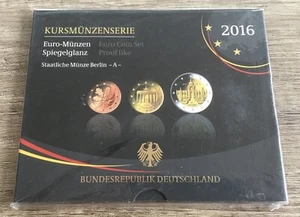 KURSMÜNZENSERIE 2016
Euro-Münzen Euro Coin Set
Spiegelglanz Proof like
Staatliche Münze Berlin –A–
BUNDESREPUBLIK DEUTSCHLAND